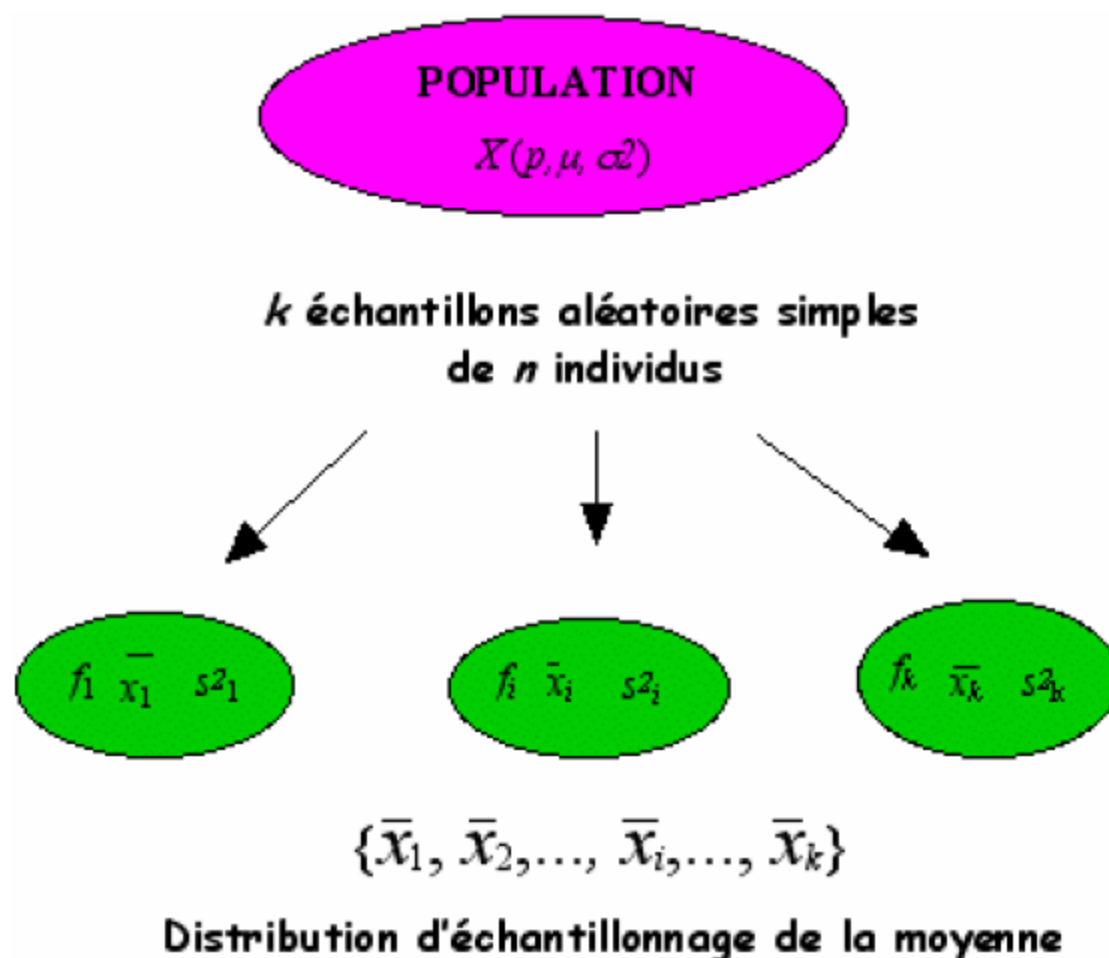 POPULATION
X(p, μ, σ2)
k échantillons aléatoires simples
de n individus
f1 x̄1 s²1
fi x̄i s²i
fk x̄k s²k
{x̄1, x̄2,..., x̄i,..., x̄k}
Distribution d'échantillonnage de la moyenne